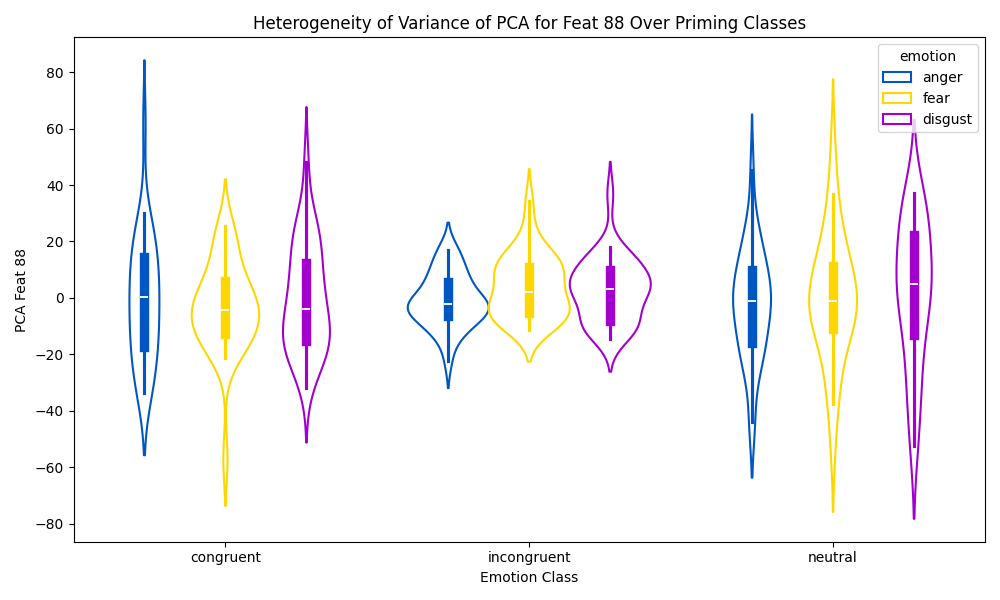 Heterogeneity of Variance of PCA for Feat 88 Over Priming Classes
emotion
anger
fear
disgust
PCA Feat 88
80
60
40
20
0
−20
−40
−60
−80
congruent
incongruent
neutral
Emotion Class